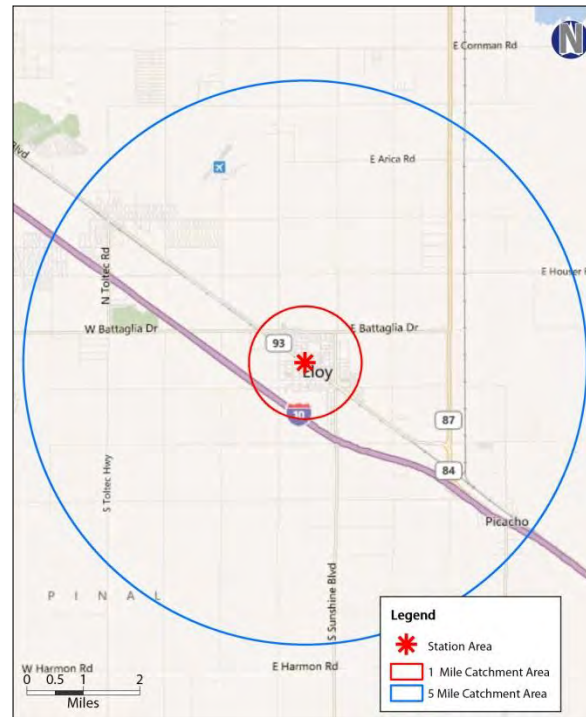 N
E Cornman Rd
Blvd
E Arica Rd
N Toltec Rd
E Houser
W Battaglia Dr
E Battaglia Dr
93
Eloy
10
87
84
S Toltec Hwy
Picacho
S Sunshine Blvd
PINAL
W Harmon Rd
E Harmon Rd
0 0.5 1 2
Miles
Legend
Station Area
1 Mile Catchment Area
5 Mile Catchment Area